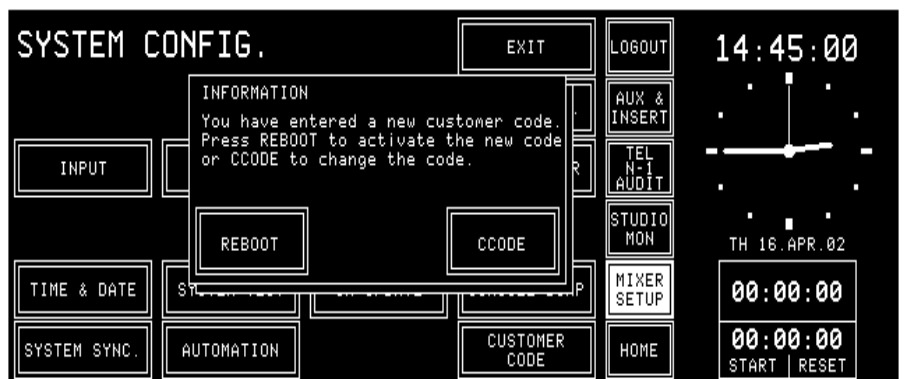 SYSTEM CONFIG.
EXIT
LOGOUT
14:45:00
INFORMATION
You have entered a new customer code.
Press REBOOT to activate the new code
or CCODE to change the code.
REBOOT
CCODE
AUX &
INSERT
INPUT
R
TEL
N-1
AUDIT
STUDIO
MON
TH 16.APR.02
TIME & DATE
MIXER
SETUP
00:00:00
SYSTEM SYNC.
AUTOMATION
CUSTOMER
CODE
HOME
00:00:00
START | RESET